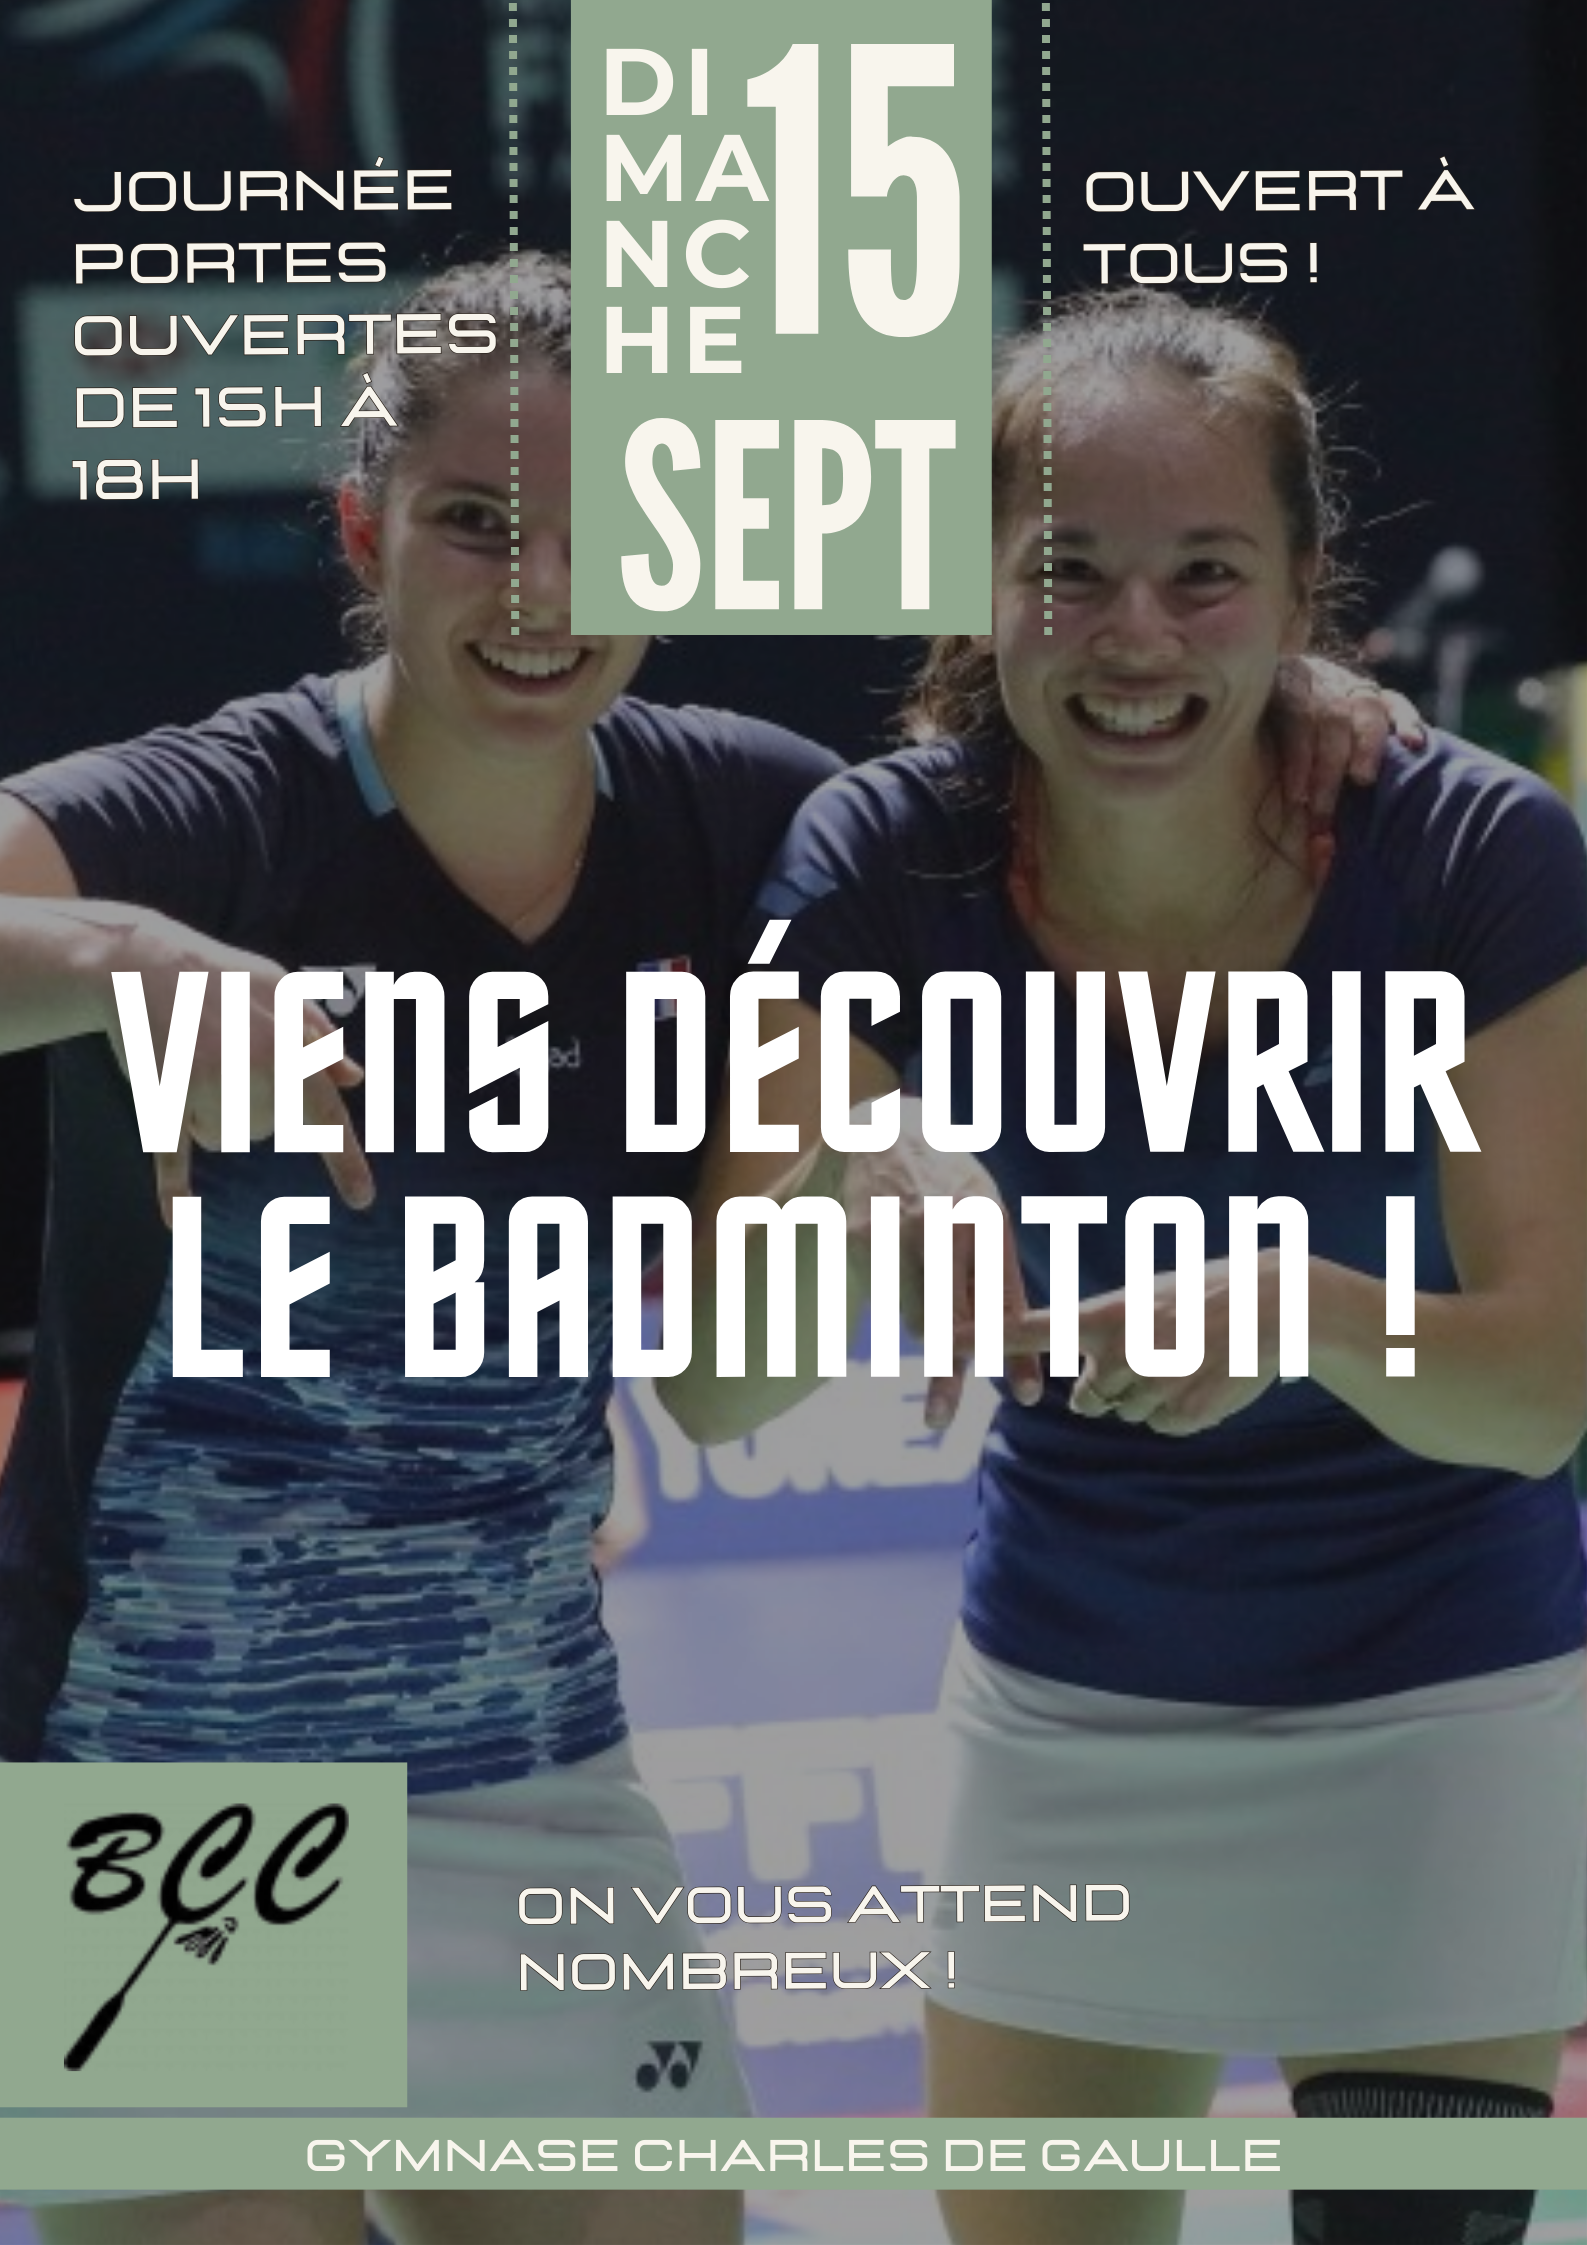 JOURNÉE
PORTES
OUVERTES
DE 15H À
18H
DI
MA
NC
HE
15
SEPT
OUVERT À
TOUS !
VIENS DÉCOUVRIR
LE BADMINTON !
YONEX
BCC
ON VOUS ATTEND
NOMBREUX !
GYMNASE CHARLES DE GAULLE